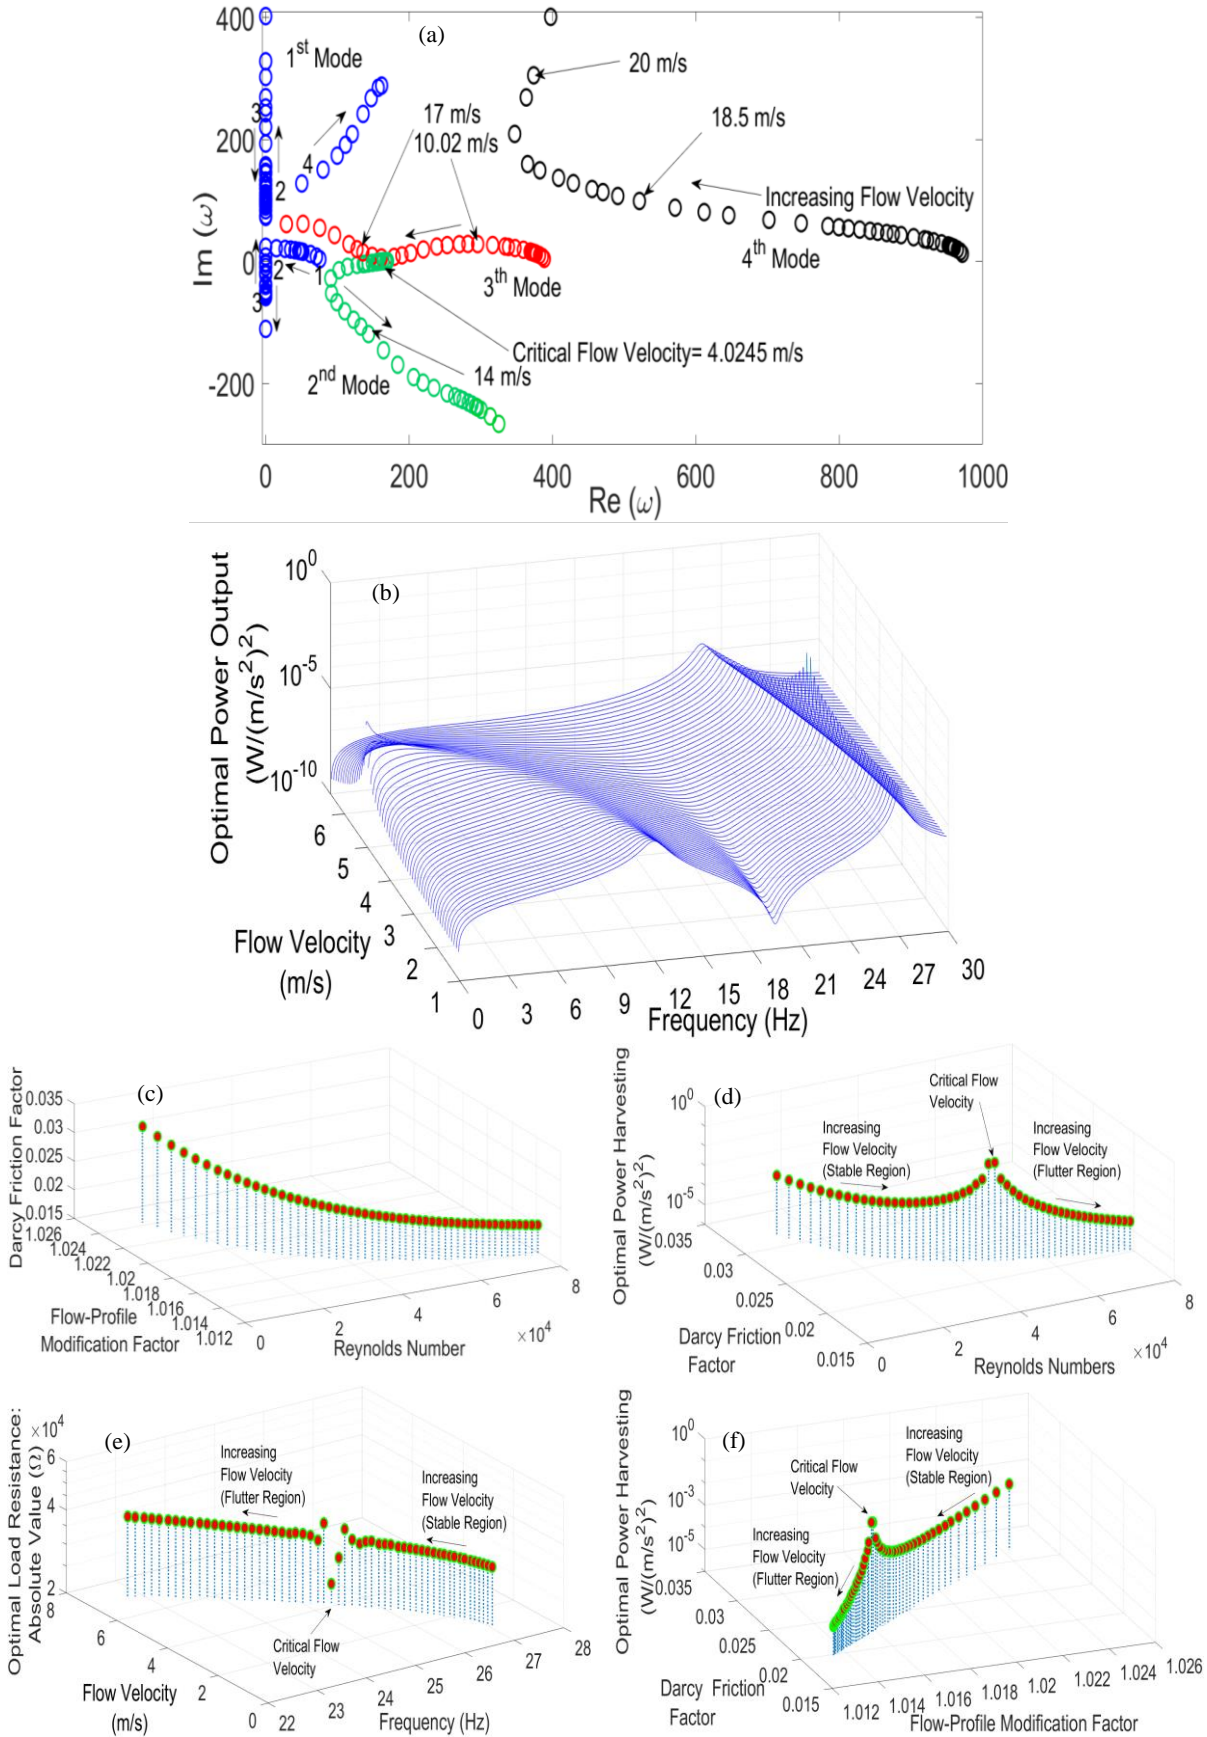 (a)
400
200
0
-200
Im (ω)
0 200 400 600 800 1000
Re (ω)
1st Mode
3
2
4
2
1
3
17 m/s
10.02 m/s
20 m/s
18.5 m/s
Increasing Flow Velocity
4th Mode
3th Mode
Critical Flow Velocity= 4.0245 m/s
14 m/s
2nd Mode
(b)
Optimal Power Output
(W/(m/s²)²)
10⁰
10⁻⁵
10⁻¹⁰
6
5
4
3
2
1
Flow Velocity
(m/s)
0 3 6 9 12 15 18 21 24 27 30
Frequency (Hz)
(c)
Darcy Friction Factor
0.035
0.03
0.025
0.02
0.015
1.026
1.024
1.022
1.02
1.018
1.016
1.014
1.012
Flow-Profile
Modification Factor
0 2 4 6 8
×10⁴
Reynolds Number
(d)
Optimal Power Harvesting
(W/(m/s²)²)
10⁰
10⁻⁵
Critical Flow
Velocity
Increasing
Flow Velocity
(Stable Region)
Increasing
Flow Velocity
(Flutter Region)
0.035
0.03
0.025
0.02
0.015
Darcy Friction
Factor
0 2 4 6 8
×10⁴
Reynolds Numbers
(e)
Optimal Load Resistance:
Absolute Value (Ω)
×10⁴
6
4
2
Increasing
Flow Velocity
(Flutter Region)
Increasing
Flow Velocity
(Stable Region)
Critical Flow
Velocity
8
6
4
2
0
Flow Velocity
(m/s)
22 23 24 25 26 27 28
Frequency (Hz)
(f)
Optimal Power Harvesting
(W/(m/s²)²)
10⁰
10⁻³
10⁻⁵
Critical Flow
Velocity
Increasing
Flow Velocity
(Stable Region)
Increasing
Flow Velocity
(Flutter Region)
0.035
0.03
0.025
0.02
0.015
Darcy Friction
Factor
1.012 1.014 1.016 1.018 1.02 1.022 1.024 1.026
Flow-Profile Modification Factor